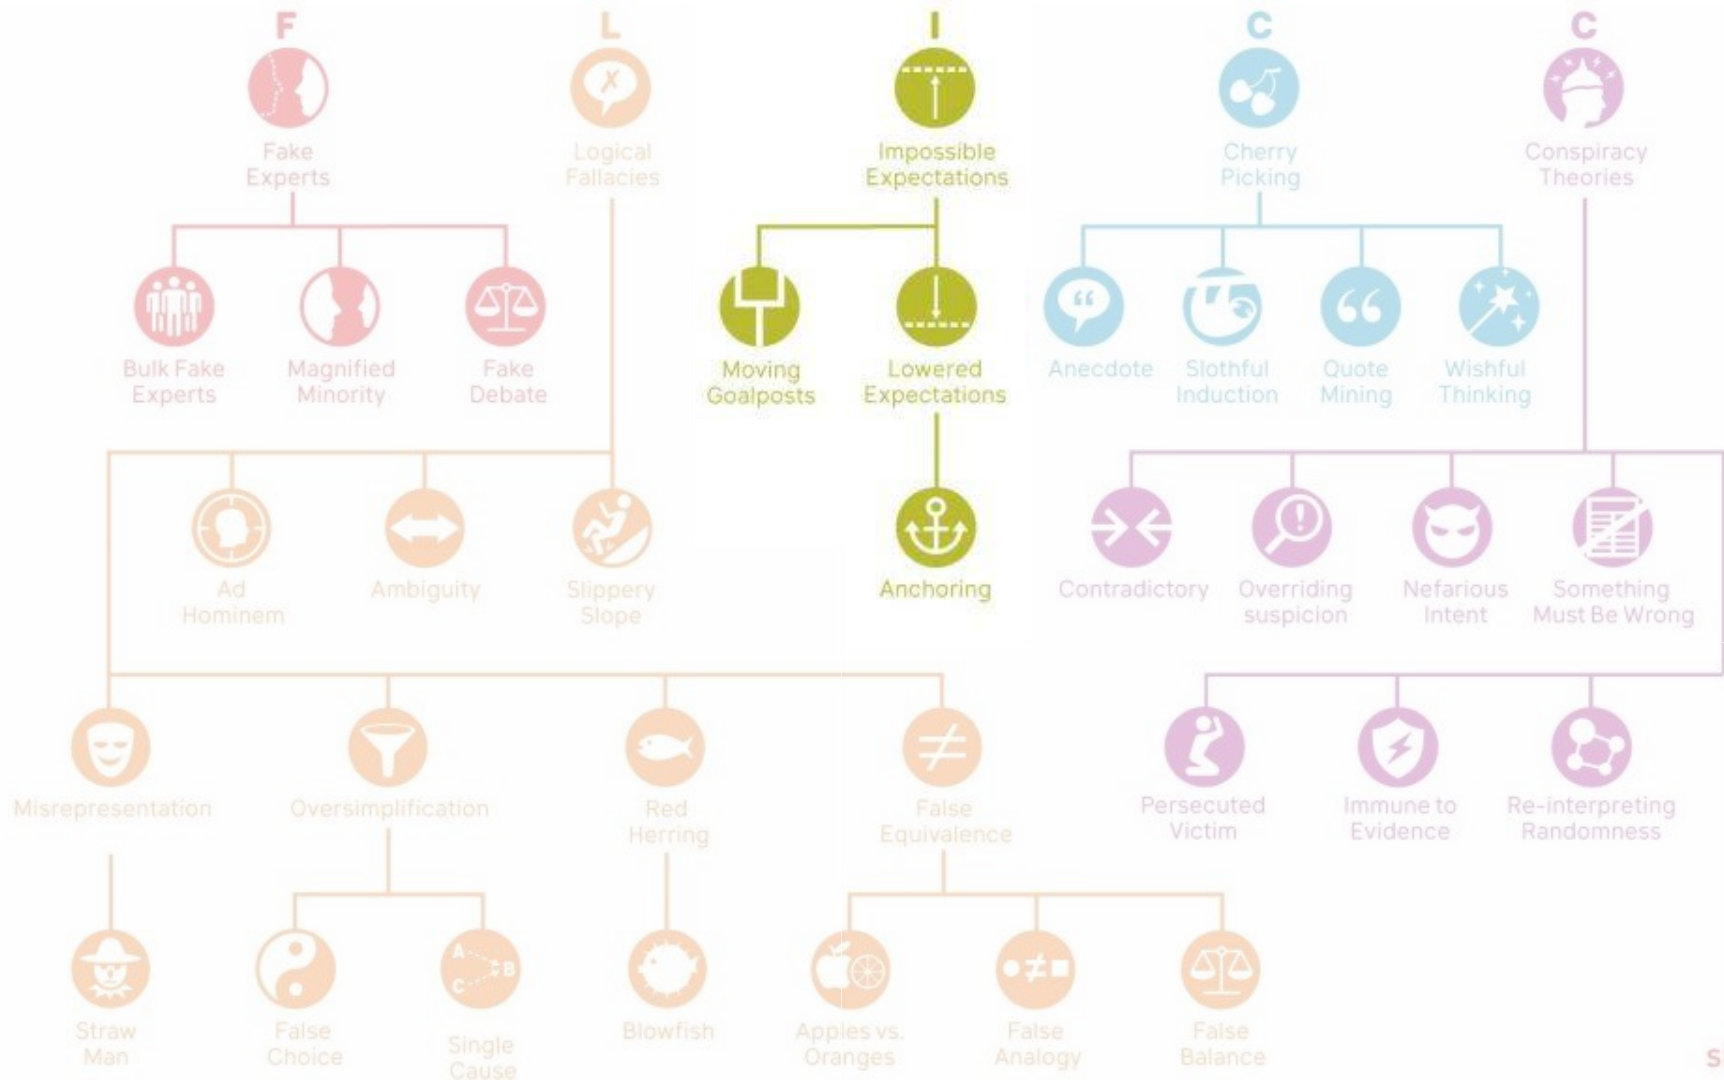 F
L
I
C
C
Fake
Experts
Logical
Fallacies
Impossible
Expectations
Cherry
Picking
Conspiracy
Theories
Bulk Fake
Experts
Magnified
Minority
Fake
Debate
Moving
Goalposts
Lowered
Expectations
Anecdote
Slothful
Induction
Quote
Mining
Wishful
Thinking
Ad
Hominem
Ambiguity
Slippery
Slope
Anchoring
Contradictory
Overriding
suspicion
Nefarious
Intent
Something
Must Be Wrong
Misrepresentation
Oversimplification
Red
Herring
False
Equivalence
Persecuted
Victim
Immune to
Evidence
Re-interpreting
Randomness
Straw
Man
False
Choice
A
B
C
Single
Cause
Blowfish
Apples vs.
Oranges
False
Analogy
False
Balance